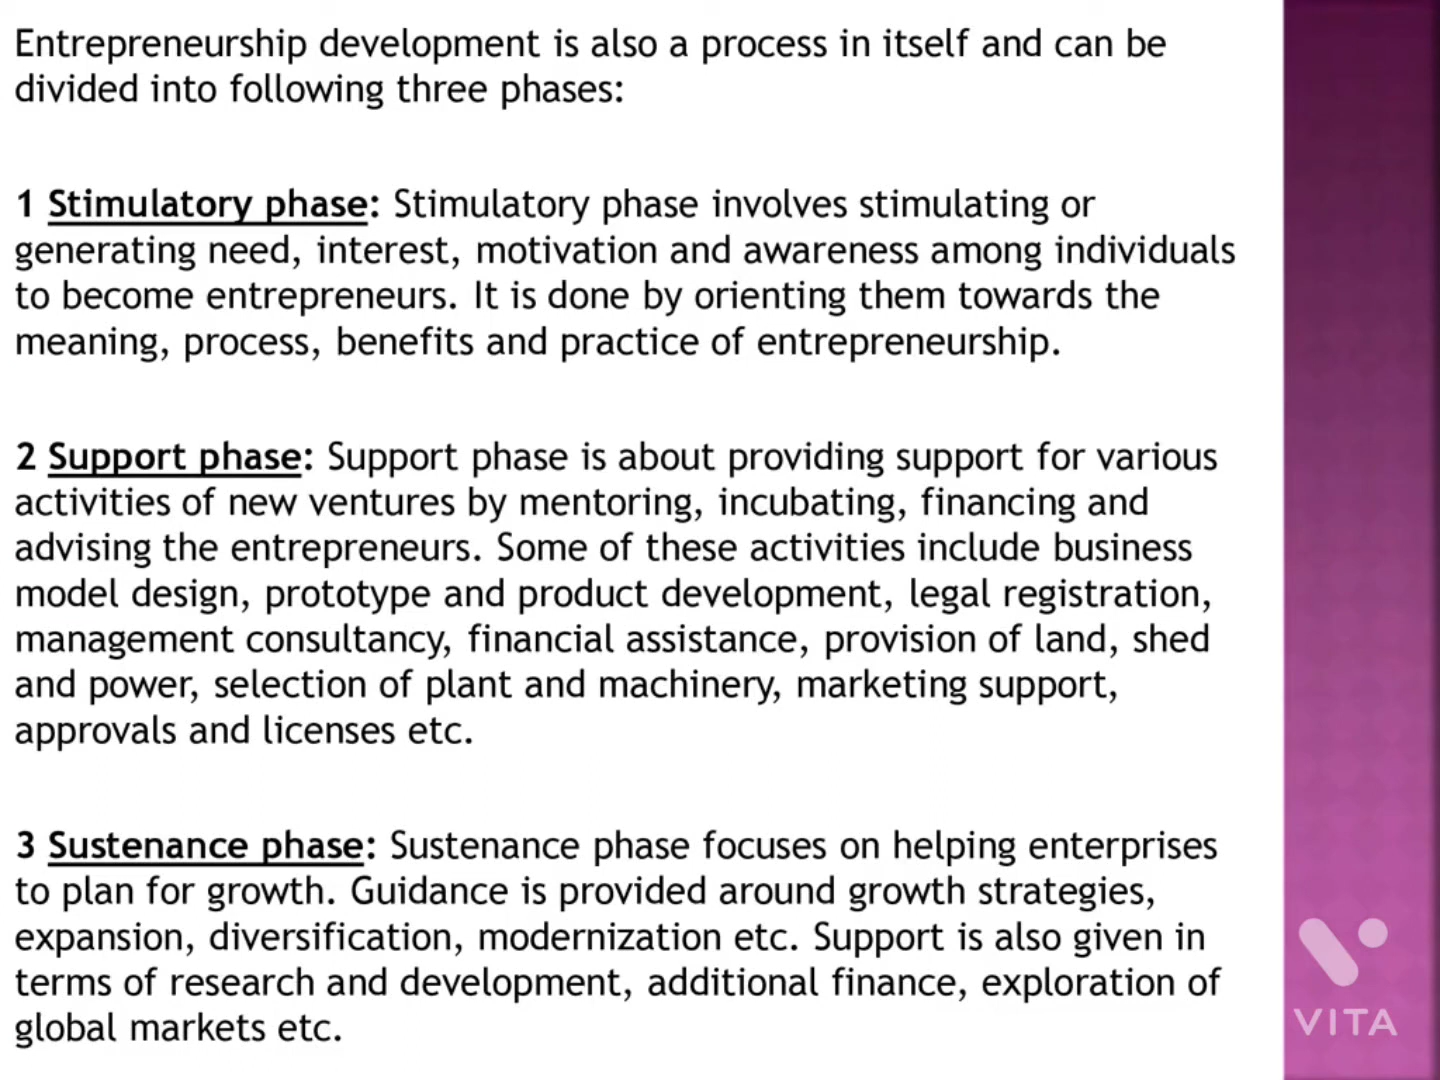 Entrepreneurship development is also a process in itself and can be
divided into following three phases:
1 Stimulatory phase: Stimulatory phase involves stimulating or
generating need, interest, motivation and awareness among individuals
to become entrepreneurs. It is done by orienting them towards the
meaning, process, benefits and practice of entrepreneurship.
2 Support phase: Support phase is about providing support for various
activities of new ventures by mentoring, incubating, financing and
advising the entrepreneurs. Some of these activities include business
model design, prototype and product development, legal registration,
management consultancy, financial assistance, provision of land, shed
and power, selection of plant and machinery, marketing support,
approvals and licenses etc.
3 Sustenance phase: Sustenance phase focuses on helping enterprises
to plan for growth. Guidance is provided around growth strategies,
expansion, diversification, modernization etc. Support is also given in
terms of research and development, additional finance, exploration of
global markets etc.
VITA